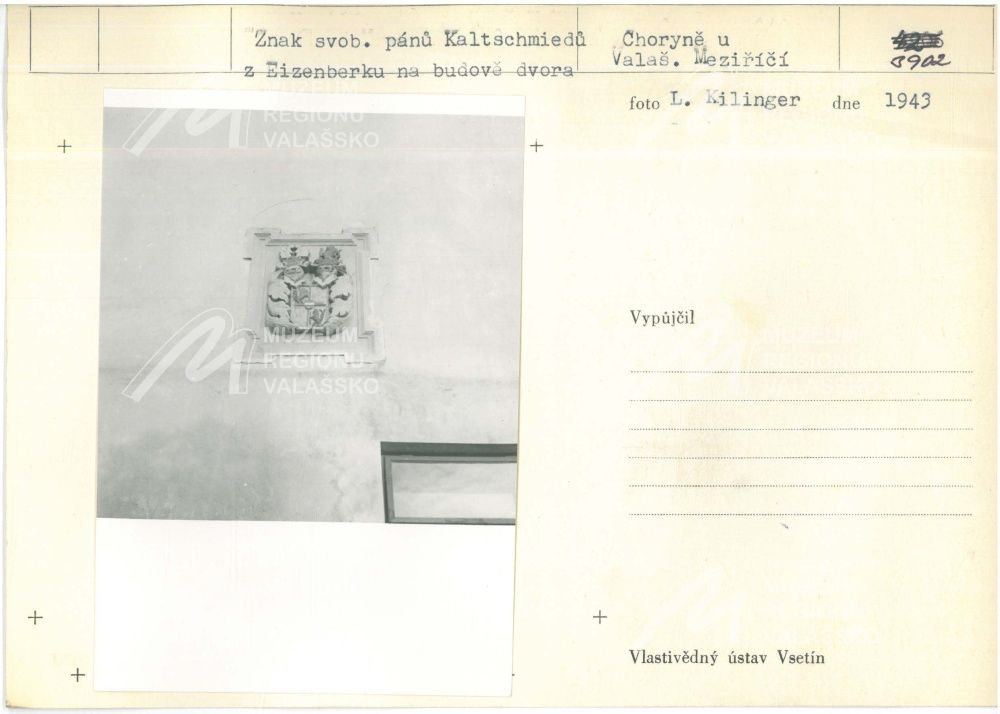 Znak svob. pánů Kaltschmiedů
z Eizenberku na budově dvora
Choryně u
Valaš. Meziříčí
3902
foto L. Kilinger dne 1943
MUZEUM
REGIONU
VALAŠSKO
MUZEUM
REGIONU
VALAŠSKO
Vypůjčil
Vlastivědný ústav Vsetín